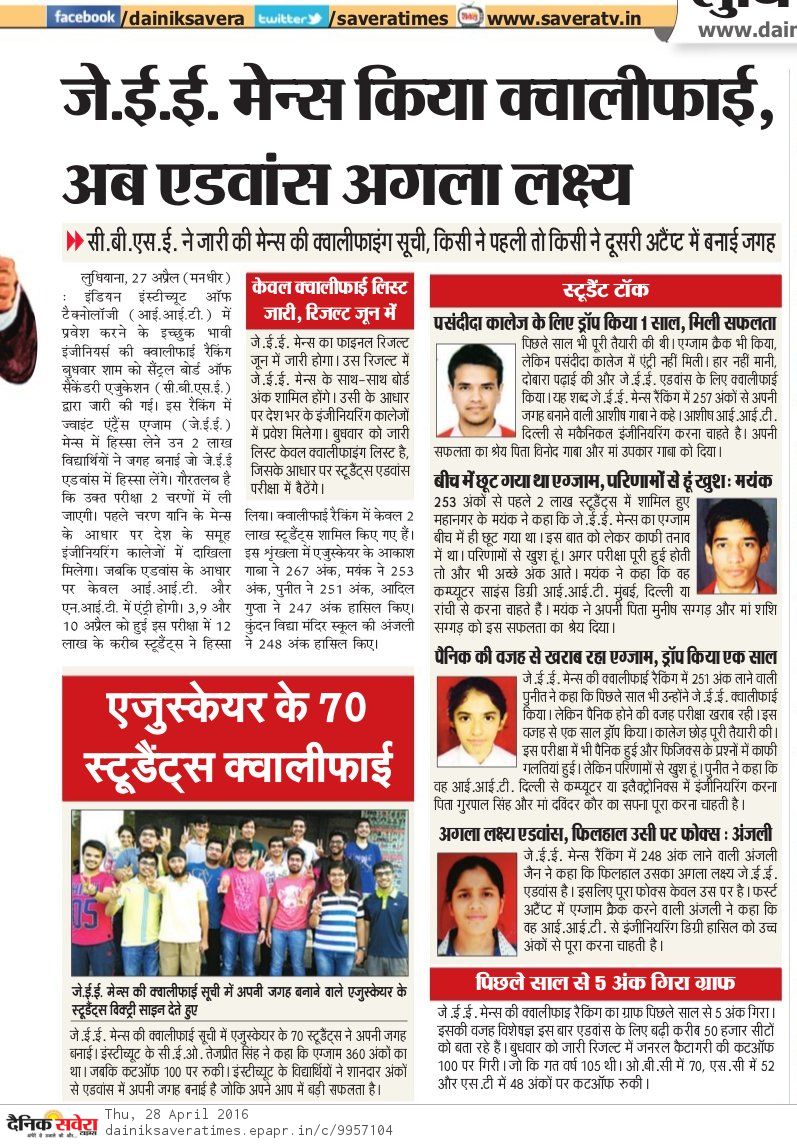 facebook /dainiksavera twitter /saveratimes www.saveratv.in
www.dain
जे.ई.ई. मेन्स किया क्वालीफाई,
अब एडवांस अगला लक्ष्य
सी.बी.एस.ई. ने जारी की मेन्स की क्वालीफाइंग सूची, किसी ने पहली तो किसी ने दूसरी अटैंप्ट में बनाई जगह
लुधियाना, 27 अप्रैल (मनधीर)
: इंडियन इंस्टीच्यूट ऑफ
टैक्नोलॉजी (आई.आई.टी.) में
प्रवेश करने के इच्छुक भावी
इंजीनियर्स की क्वालीफाई रैंकिंग
बुधवार शाम को सैंट्रल बोर्ड ऑफ
सैकेंडरी एजुकेशन (सी.बी.एस.ई.)
द्वारा जारी की गई। इस रैंकिंग में
ज्वाइंट एंट्रैंस एग्जाम (जे.ई.ई.)
मेन्स में हिस्सा लेने उन 2 लाख
विद्यार्थियों ने जगह बनाई जो जे.ई.ई
एडवांस में हिस्सा लेंगे। गौरतलब है
कि उक्त परीक्षा 2 चरणों में ली
जाएगी। पहले चरण यानि के मेन्स
के आधार पर देश के समूह
इंजीनियरिंग कालेजों में दाखिला
मिलेगा। जबकि एडवांस के आधार
पर केवल आई.आई.टी. और
एन.आई.टी. में एंट्री होगी। 3,9 और
10 अप्रैल को हुई इस परीक्षा में 12
लाख के करीब स्टूडैंट्स ने हिस्सा
केवल क्वालीफाई लिस्ट
जारी, रिजल्ट जून में
जे.ई.ई. मेन्स का फाइनल रिजल्ट
जून में जारी होगा। उस रिजल्ट में
जे.ई.ई. मेन्स के साथ-साथ बोर्ड
अंक शामिल होंगे। उसी के आधार
पर देश भर के इंजीनियरिंग कालेजों
में प्रवेश मिलेगा। बुधवार को जारी
लिस्ट केवल क्वालीफाइंग लिस्ट है,
जिसके आधार पर स्टूडैंट्स एडवांस
परीक्षा में बैठेंगे।
लिया। क्वालीफाई रैंकिंग में केवल 2
लाख स्टूडैंट्स शामिल किए गए हैं।
इस शृंखला में एजुस्केयर के आकाश
गाबा ने 267 अंक, मयंक ने 253
अंक, पुनीत ने 251 अंक, आदिल
गुप्ता ने 247 अंक हासिल किए।
कुंदन विद्या मंदिर स्कूल की अंजली
ने 248 अंक हासिल किए।
एजुस्केयर के 70
स्टूडैंट्स क्वालीफाई
जे.ई.ई. मेन्स की क्वालीफाई सूची में अपनी जगह बनाने वाले एजुस्केयर के
स्टूडैंट्स विक्ट्री साइन देते हुए
जे.ई.ई. मेन्स की क्वालीफाई सूची में एजुस्केयर के 70 स्टूडैंट्स ने अपनी जगह
बनाई। इंस्टीच्यूट के सी.ई.ओ. तेजप्रीत सिंह ने कहा कि एग्जाम 360 अंकों का
था। जबकि कटऑफ 100 पर रुकी। इंस्टीच्यूट के विद्यार्थियों ने शानदार अंकों
से एडवांस में अपनी जगह बनाई है जोकि अपने आप में बड़ी सफलता है।
स्टूडैंट टॉक
पसंदीदा कालेज के लिए ड्रॉप किया 1 साल, मिली सफलता
पिछले साल भी पूरी तैयारी की थी। एग्जाम क्रैक भी किया,
लेकिन पसंदीदा कालेज में एंट्री नहीं मिली। हार नहीं मानी,
दोबारा पढ़ाई की और जे.ई.ई. एडवांस के लिए क्वालीफाई
किया। यह शब्द जे.ई.ई. मेन्स रैंकिंग में 257 अंकों से अपनी
जगह बनाने वाली आशीष गाबा ने कहे। आशीष आई.आई.टी.
दिल्ली से मकैनिकल इंजीनियरिंग करना चाहते है। अपनी
सफलता का श्रेय पिता विनोद गाबा और मां उपकार गाबा को दिया।
बीच में छूट गया था एग्जाम, परिणामों से हूं खुश: मयंक
253 अंकों से पहले 2 लाख स्टूडैंट्स में शामिल हुए
महानगर के मयंक ने कहा कि जे.ई.ई. मेन्स का एग्जाम
बीच में ही छूट गया था। इस बात को लेकर काफी तनाव
में था। परिणामों से खुश हूं। अगर परीक्षा पूरी हुई होती
तो और भी अच्छे अंक आते। मयंक ने कहा कि वह
कम्प्यूटर साइंस डिग्री आई.आई.टी. मुंबई, दिल्ली या
रांची से करना चाहते हैं। मयंक ने अपनी पिता मुनीष सग्गड़ और मां शशि
सग्गड़ को इस सफलता का श्रेय दिया।
पैनिक की वजह से खराब रहा एग्जाम, ड्रॉप किया एक साल
जे.ई.ई. मेन्स की क्वालीफाई रैंकिंग में 251 अंक लाने वाली
पुनीत ने कहा कि पिछले साल भी उन्होंने जे.ई.ई. क्वालीफाई
किया। लेकिन पैनिक होने की वजह परीक्षा खराब रही। इस
वजह से एक साल ड्रॉप किया। कालेज छोड़ पूरी तैयारी की।
इस परीक्षा में भी पैनिक हुई और फिजिक्स के प्रश्नों में काफी
गलतियां हुई। लेकिन परिणामों से खुश हूं। पुनीत ने कहा कि
वह आई.आई.टी. दिल्ली से कम्प्यूटर या इलैक्ट्रोनिक्स में इंजीनियरिंग करना
पिता गुरपाल सिंह और मां दविंदर कौर का सपना पूरा करना चाहती है।
अगला लक्ष्य एडवांस, फिलहाल उसी पर फोक्स : अंजली
जे.ई.ई. मेन्स रैंकिंग में 248 अंक लाने वाली अंजली
जैन ने कहा कि फिलहाल उसका अगला लक्ष्य जे.ई.ई.
एडवांस है। इसलिए पूरा फोक्स केवल उस पर है। फर्स्ट
अटैंप्ट में एग्जाम क्रैक करने वाली अंजली ने कहा कि
वह आई.आई.टी. से इंजीनियरिंग डिग्री हासिल को उच्च
अंकों से पूरा करना चाहती है।
पिछले साल से 5 अंक गिरा ग्राफ
जे.ई.ई. मेन्स की क्वालीफाइ रैंकिग का ग्राफ पिछले साल से 5 अंक गिरा।
इसकी वजह विशेषज्ञ इस बार एडवांस के लिए बढ़ी करीब 50 हजार सीटों
को बता रहे हैं। बुधवार को जारी रिजल्ट में जनरल कैटागरी की कटऑफ
100 पर गिरी। जो कि गत वर्ष 105 थी। ओ.बी.सी में 70, एस.सी में 52
और एस.टी में 48 अंकों पर कटऑफ रुकी।
दैनिक सवेरा टाइम्स
Thu, 28 April 2016
dainiksaveratimes.epapr.in/c/9957104